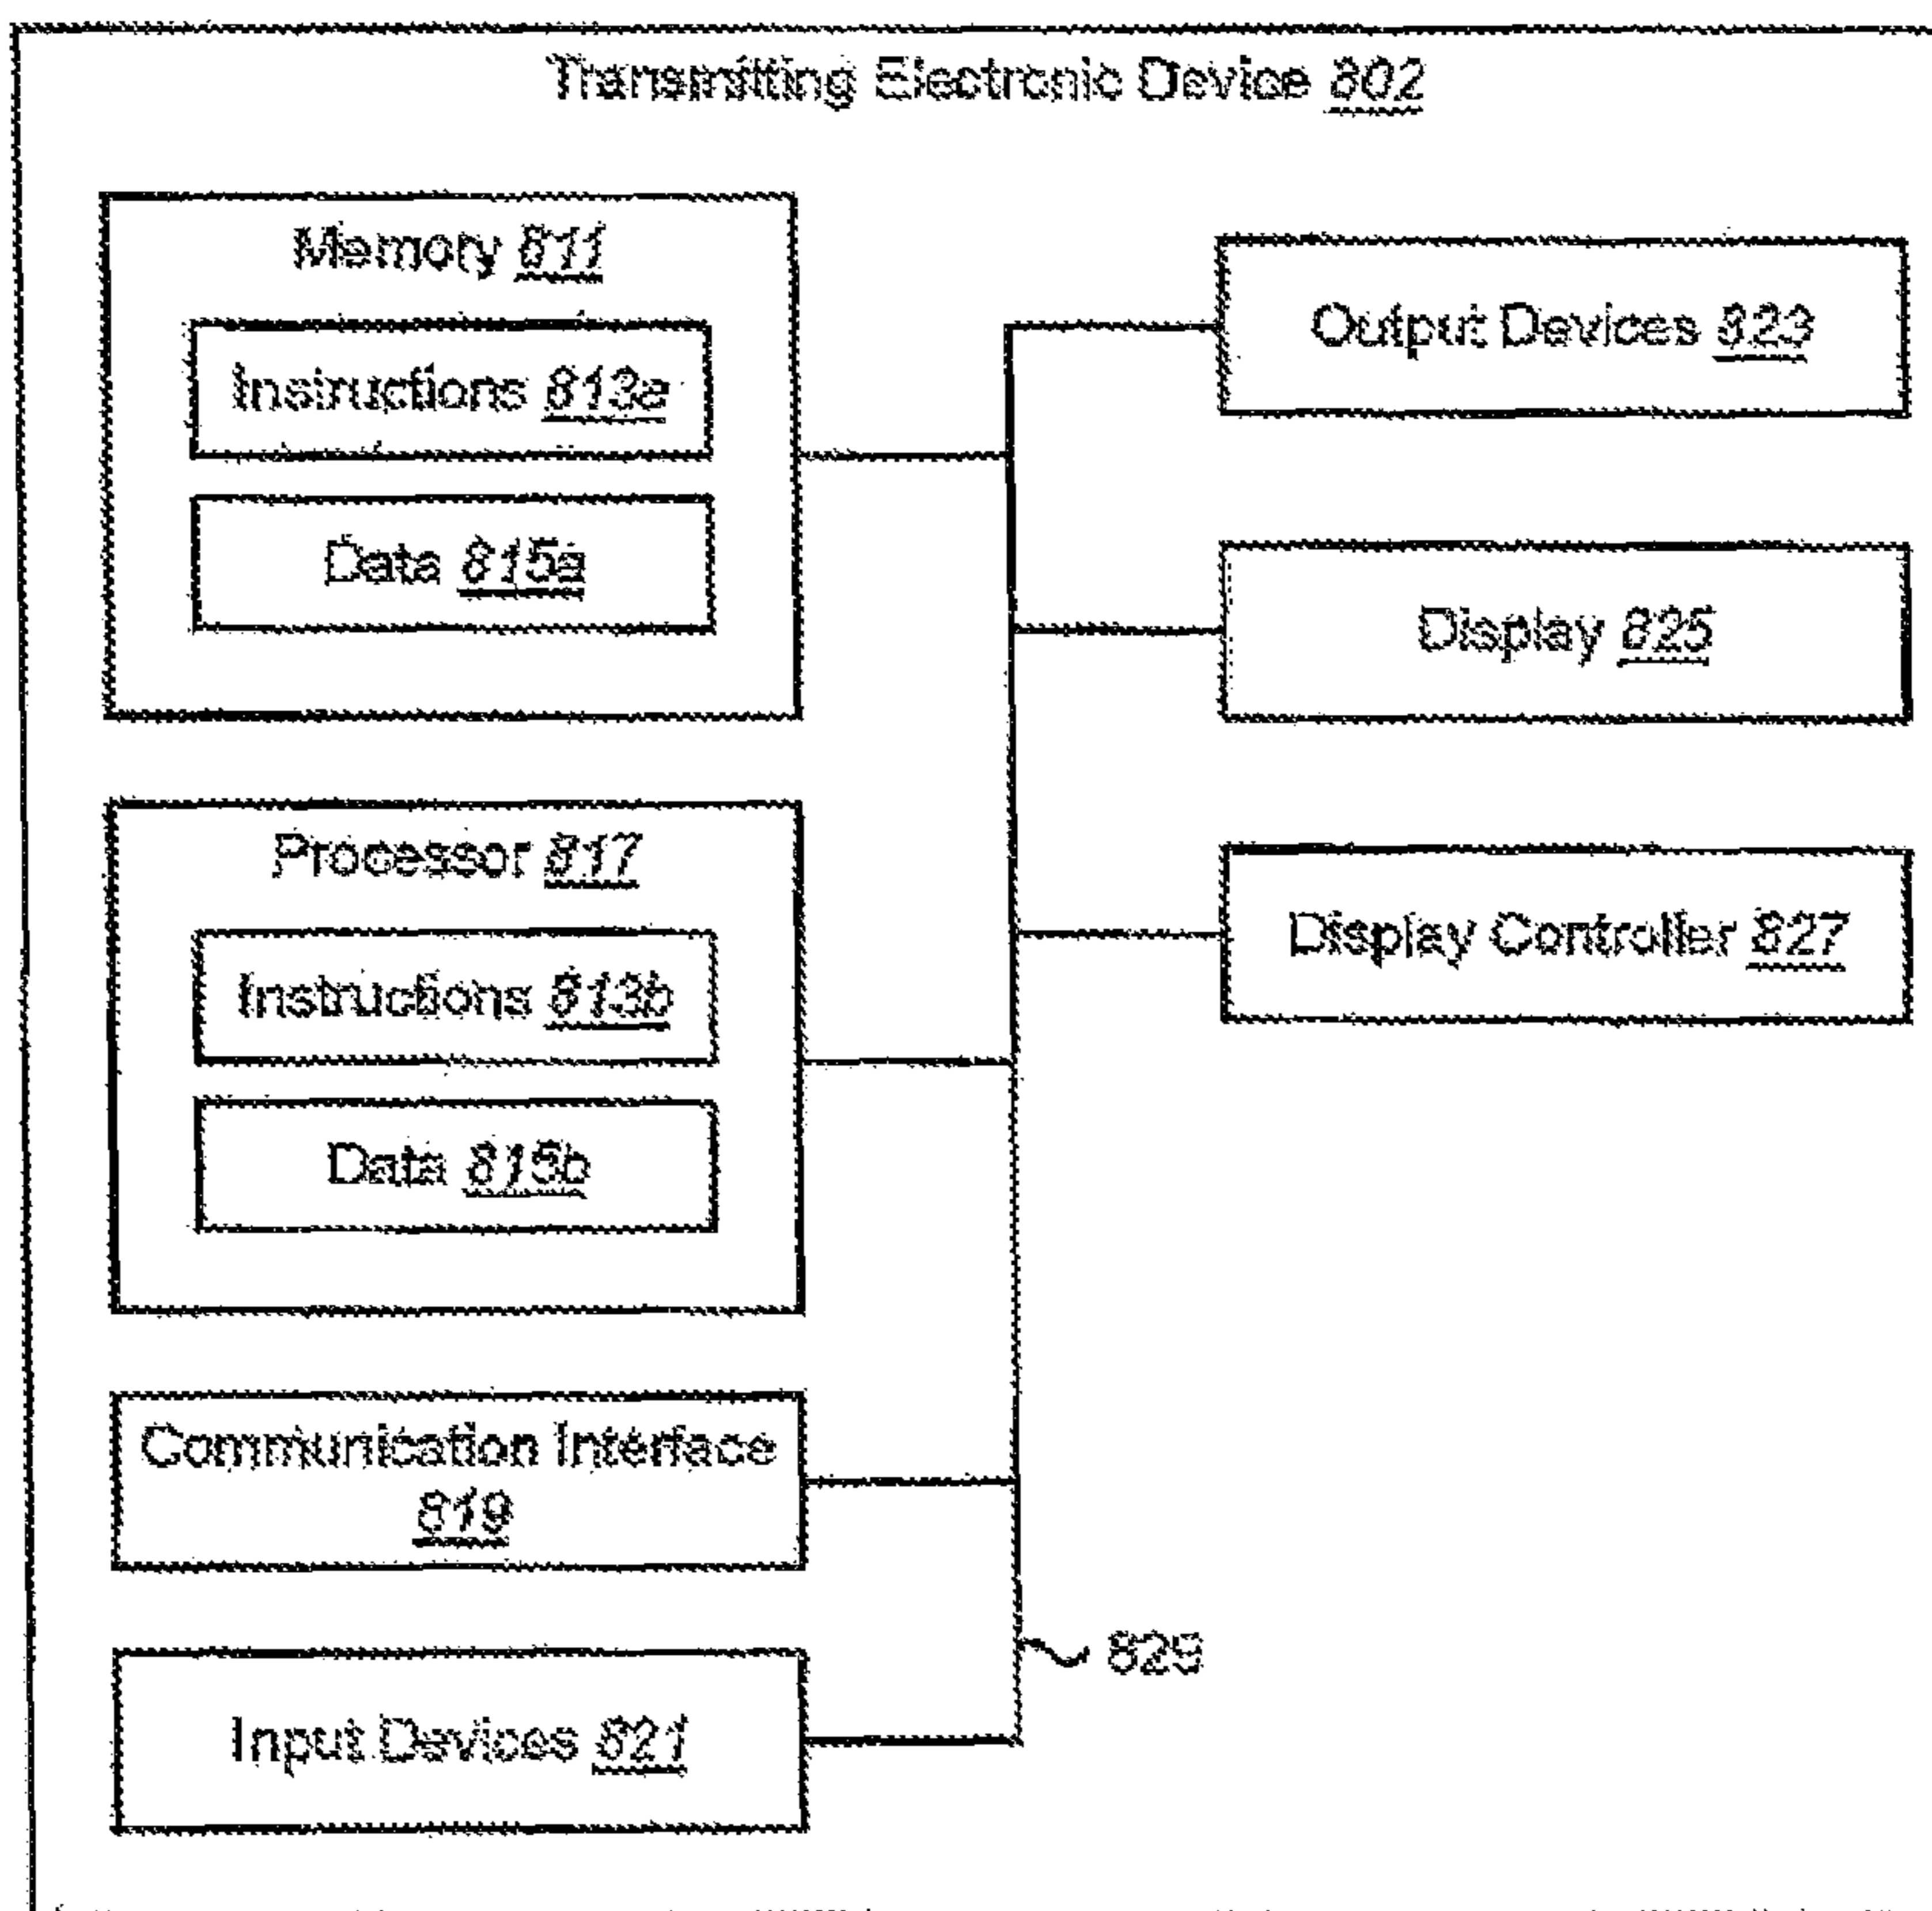 Transmitting Electronic Device 802
Memory 811
Instructions 813a
Data 815a
Processor 817
Instructions 813b
Data 815b
Communication Interface
819
Input Devices 821
Output Devices 823
Display 825
Display Controller 827
829